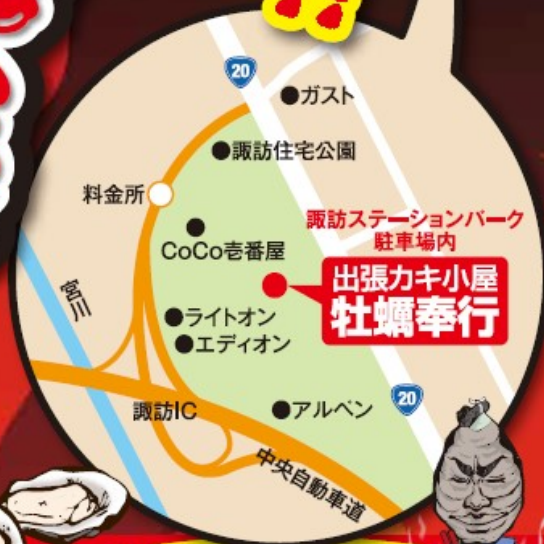 20
ガスト
諏訪住宅公園
料金所
諏訪ステーションパーク
駐車場内
CoCo壱番屋
出張カキ小屋
牡蠣奉行
宮川
ライトオン
エディオン
諏訪IC
アルペン
20
中央自動車道